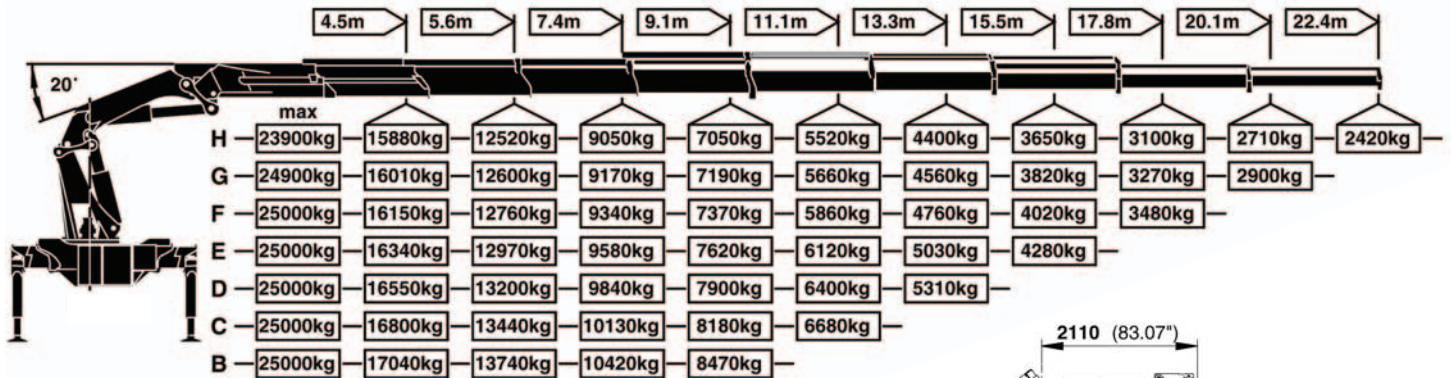 4.5m 5.6m 7.4m 9.1m 11.1m 13.3m 15.5m 17.8m 20.1m 22.4m
20°
max
H 23900kg 15880kg 12520kg 9050kg 7050kg 5520kg 4400kg 3650kg 3100kg 2710kg 2420kg
G 24900kg 16010kg 12600kg 9170kg 7190kg 5660kg 4560kg 3820kg 3270kg 2900kg
F 25000kg 16150kg 12760kg 9340kg 7370kg 5860kg 4760kg 4020kg 3480kg
E 25000kg 16340kg 12970kg 9580kg 7620kg 6120kg 5030kg 4280kg
D 25000kg 16550kg 13200kg 9840kg 7900kg 6400kg 5310kg
C 25000kg 16800kg 13440kg 10130kg 8180kg 6680kg
2110 (83.07")
B 25000kg 17040kg 13740kg 10420kg 8470kg